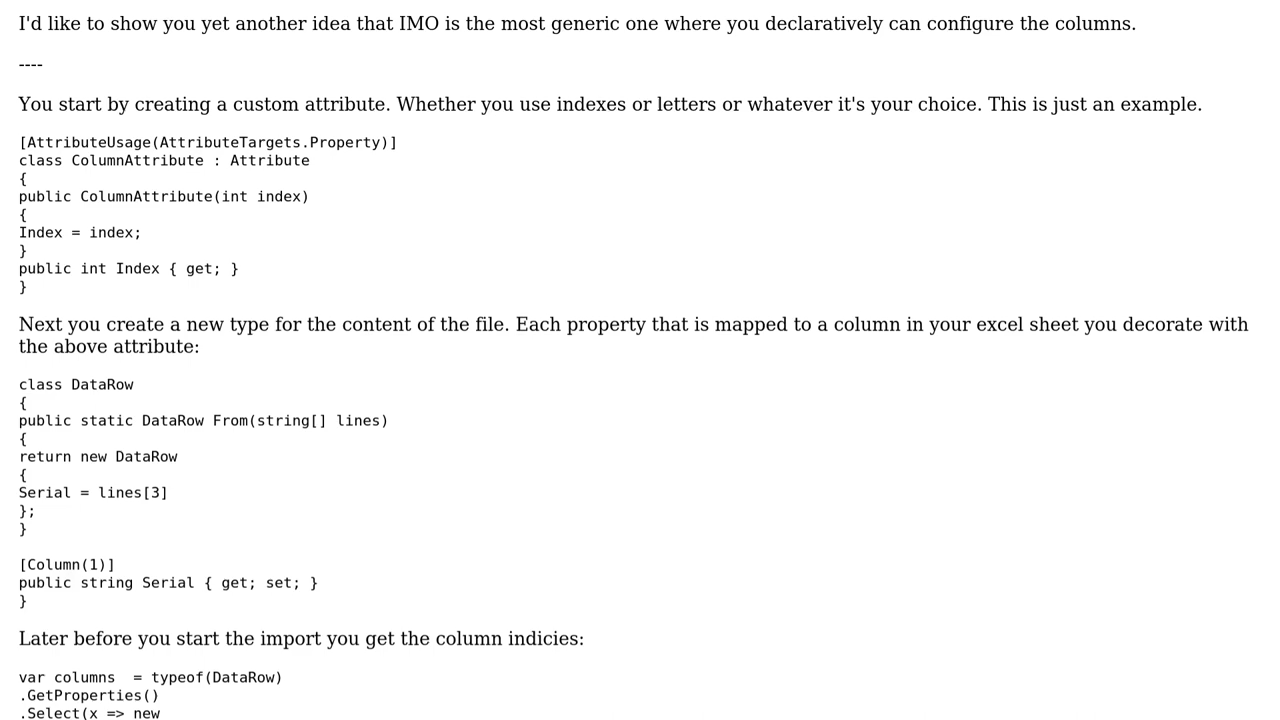 I'd like to show you yet another idea that IMO is the most generic one where you declaratively can configure the columns.
----
You start by creating a custom attribute. Whether you use indexes or letters or whatever it's your choice. This is just an example.
[AttributeUsage(AttributeTargets.Property)]
class ColumnAttribute : Attribute
{
public ColumnAttribute(int index)
{
Index = index;
}
public int Index { get; }
}
Next you create a new type for the content of the file. Each property that is mapped to a column in your excel sheet you decorate with
the above attribute:
class DataRow
{
public static DataRow From(string[] lines)
{
return new DataRow
{
Serial = lines[3]
};
}
[Column(1)]
public string Serial { get; set; }
}
Later before you start the import you get the column indicies:
var columns  = typeof(DataRow)
.GetProperties()
.Select(x => new